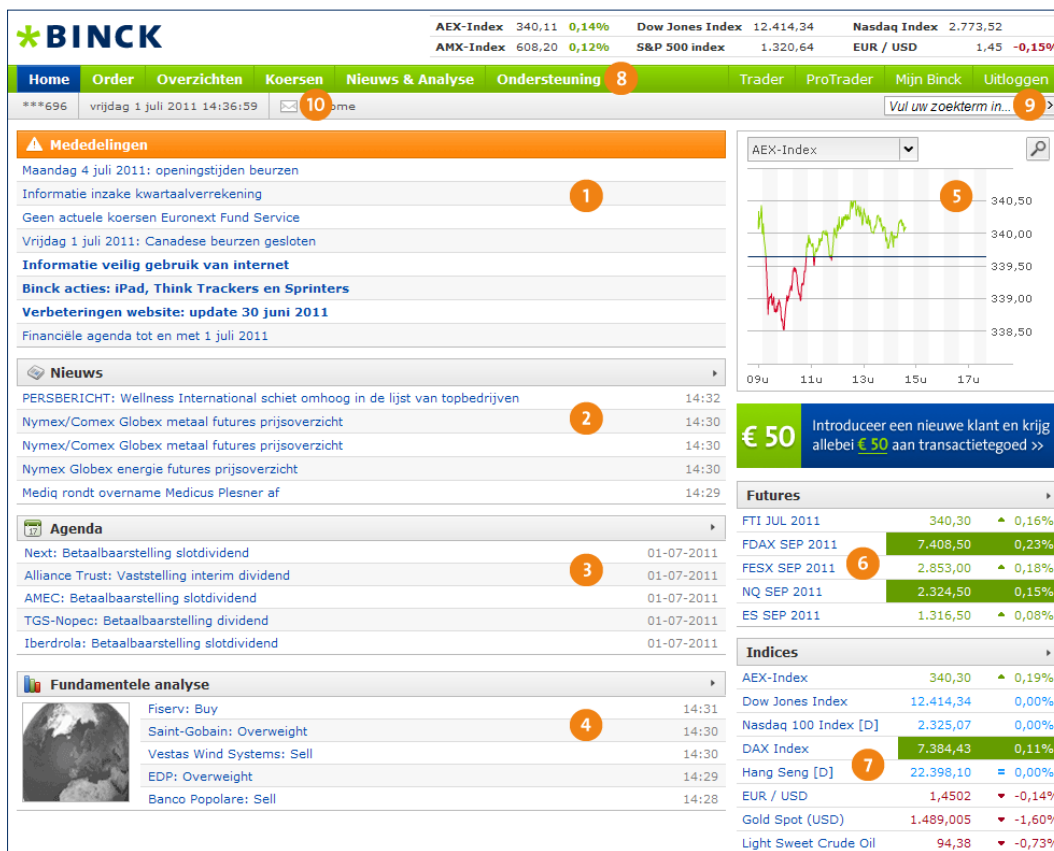 BINCK
AEX-Index 340,11 0,14% Dow Jones Index 12.414,34 Nasdaq Index 2.773,52
AMX-Index 608,20 0,12% S&P 500 index 1.320,64 EUR / USD 1,45 -0,15%
Home Order Overzichten Koersen Nieuws & Analyse Ondersteuning 8 Trader ProTrader Mijn Binck Uitloggen
***696 vrijdag 1 juli 2011 14:36:59 10 ome Vul uw zoekterm in... 9
Mededelingen
Maandag 4 juli 2011: openingstijden beurzen
Informatie inzake kwartaalverrekening
1
Geen actuele koersen Euronext Fund Service
Vrijdag 1 juli 2011: Canadese beurzen gesloten
Informatie veilig gebruik van internet
Binck acties: iPad, Think Trackers en Sprinters
Verbeteringen website: update 30 juni 2011
Financiële agenda tot en met 1 juli 2011
Nieuws
PERSBERICHT: Wellness International schiet omhoog in de lijst van topbedrijven 14:32
Nymex/Comex Globex metaal futures prijsoverzicht 2 14:30
Nymex/Comex Globex metaal futures prijsoverzicht 14:30
Nymex Globex energie futures prijsoverzicht 14:30
Mediq rondt overname Medicus Plesner af 14:29
Agenda
17
Next: Betaalbaarstelling slotdividend 01-07-2011
Alliance Trust: Vaststelling interim dividend 3 01-07-2011
AMEC: Betaalbaarstelling slotdividend 01-07-2011
TGS-Nopec: Betaalbaarstelling dividend 01-07-2011
Iberdrola: Betaalbaarstelling slotdividend 01-07-2011
Fundamentele analyse
Fiserv: Buy 14:31
Saint-Gobain: Overweight 4 14:30
Vestas Wind Systems: Sell 14:30
EDP: Overweight 14:29
Banco Popolare: Sell 14:28
AEX-Index
5
340,50
340,00
339,50
339,00
338,50
09u 11u 13u 15u 17u
€ 50
Introduceer een nieuwe klant en krijg
allebei € 50 aan transactietegoed >>
Futures
FTI JUL 2011 340,30 0,16%
FDAX SEP 2011 7.408,50 0,23%
FESX SEP 2011 6 2.853,00 0,18%
NQ SEP 2011 2.324,50 0,15%
ES SEP 2011 1.316,50 0,08%
Indices
AEX-Index 340,30 0,19%
Dow Jones Index 12.414,34 0,00%
Nasdaq 100 Index [D] 2.325,07 0,00%
DAX Index 7.384,43 0,11%
Hang Seng [D] 7 22.398,10 = 0,00%
EUR / USD 1,4502 -0,14%
Gold Spot (USD) 1.489,005 -1,60%
Light Sweet Crude Oil 94,38 -0,73%